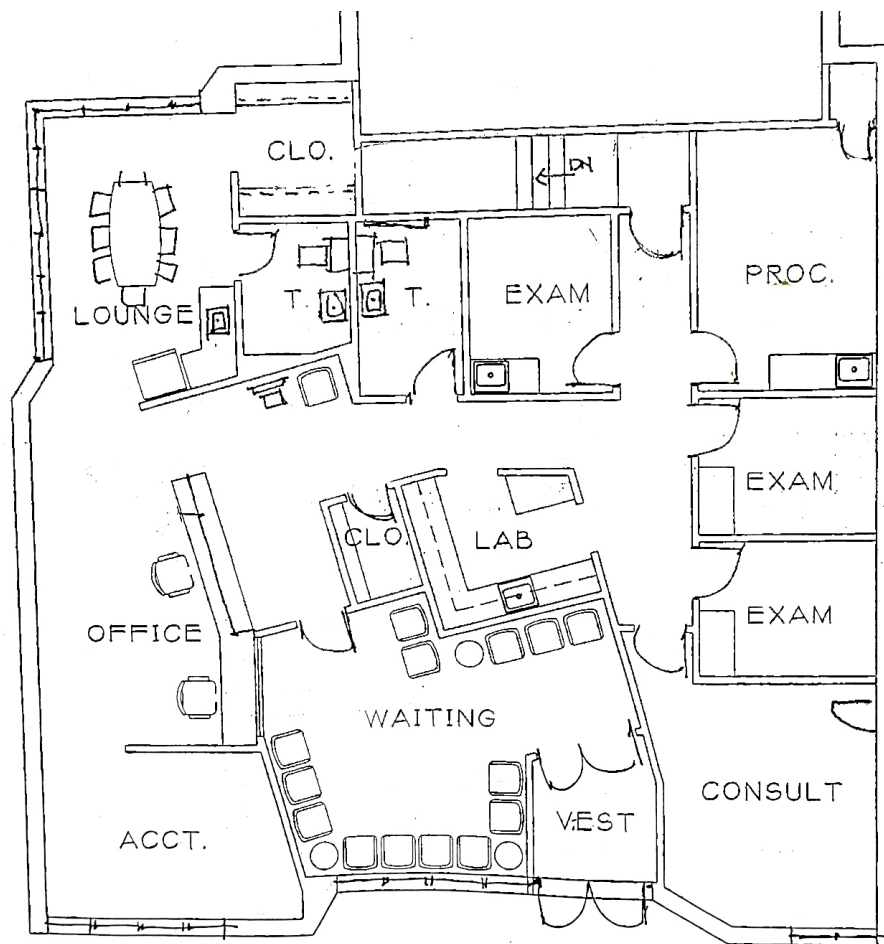 CLO.
DN
PROC.
EXAM
LOUNGE
T.
T.
EXAM
CLO.
LAB
OFFICE
EXAM
WAITING
CONSULT
VEST
ACCT.